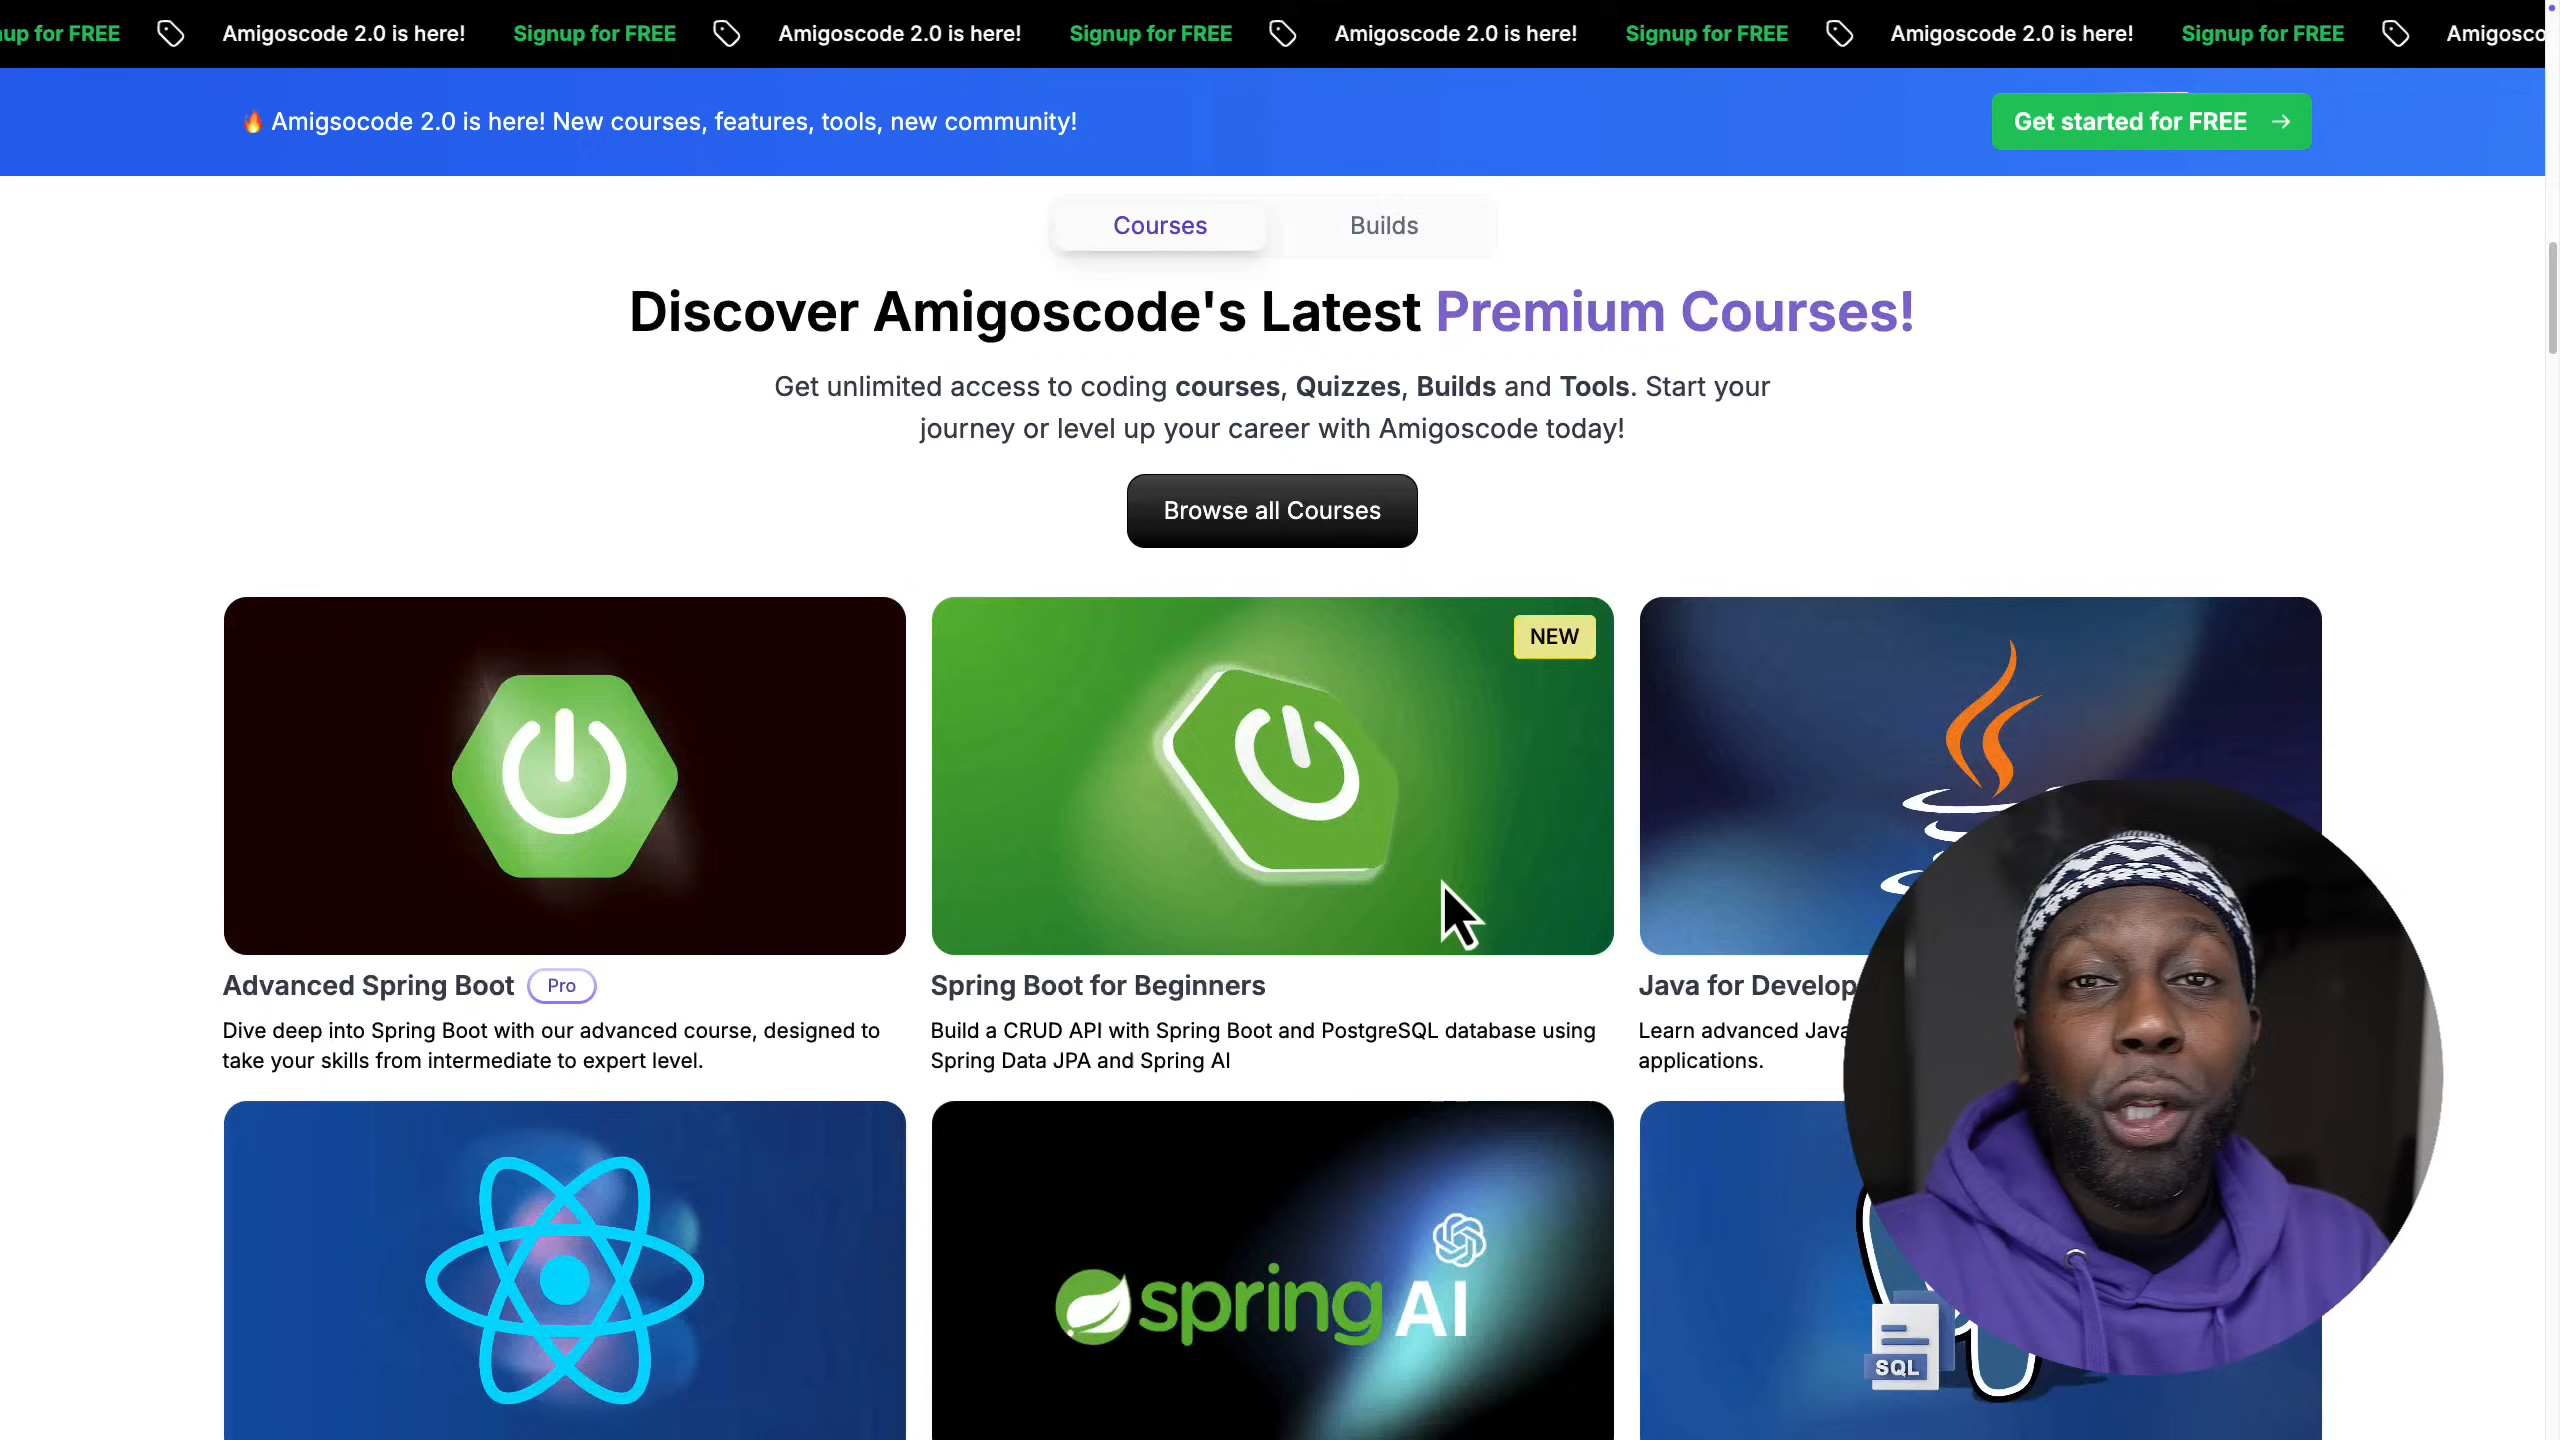 up for FREE Amigoscode 2.0 is here! Signup for FREE Amigoscode 2.0 is here! Signup for FREE Amigoscode 2.0 is here! Signup for FREE Amigoscode 2.0 is here! Signup for FREE Amigosco
🔥 Amigsocode 2.0 is here! New courses, features, tools, new community!
Get started for FREE →
Courses
Builds
Discover Amigoscode's Latest Premium Courses!
Get unlimited access to coding courses, Quizzes, Builds and Tools. Start your
journey or level up your career with Amigoscode today!
Browse all Courses
NEW
Advanced Spring Boot Pro
Dive deep into Spring Boot with our advanced course, designed to
take your skills from intermediate to expert level.
Spring Boot for Beginners
Build a CRUD API with Spring Boot and PostgreSQL database using
Spring Data JPA and Spring AI
Java for Develop
Learn advanced Java
applications.
spring AI
SQL